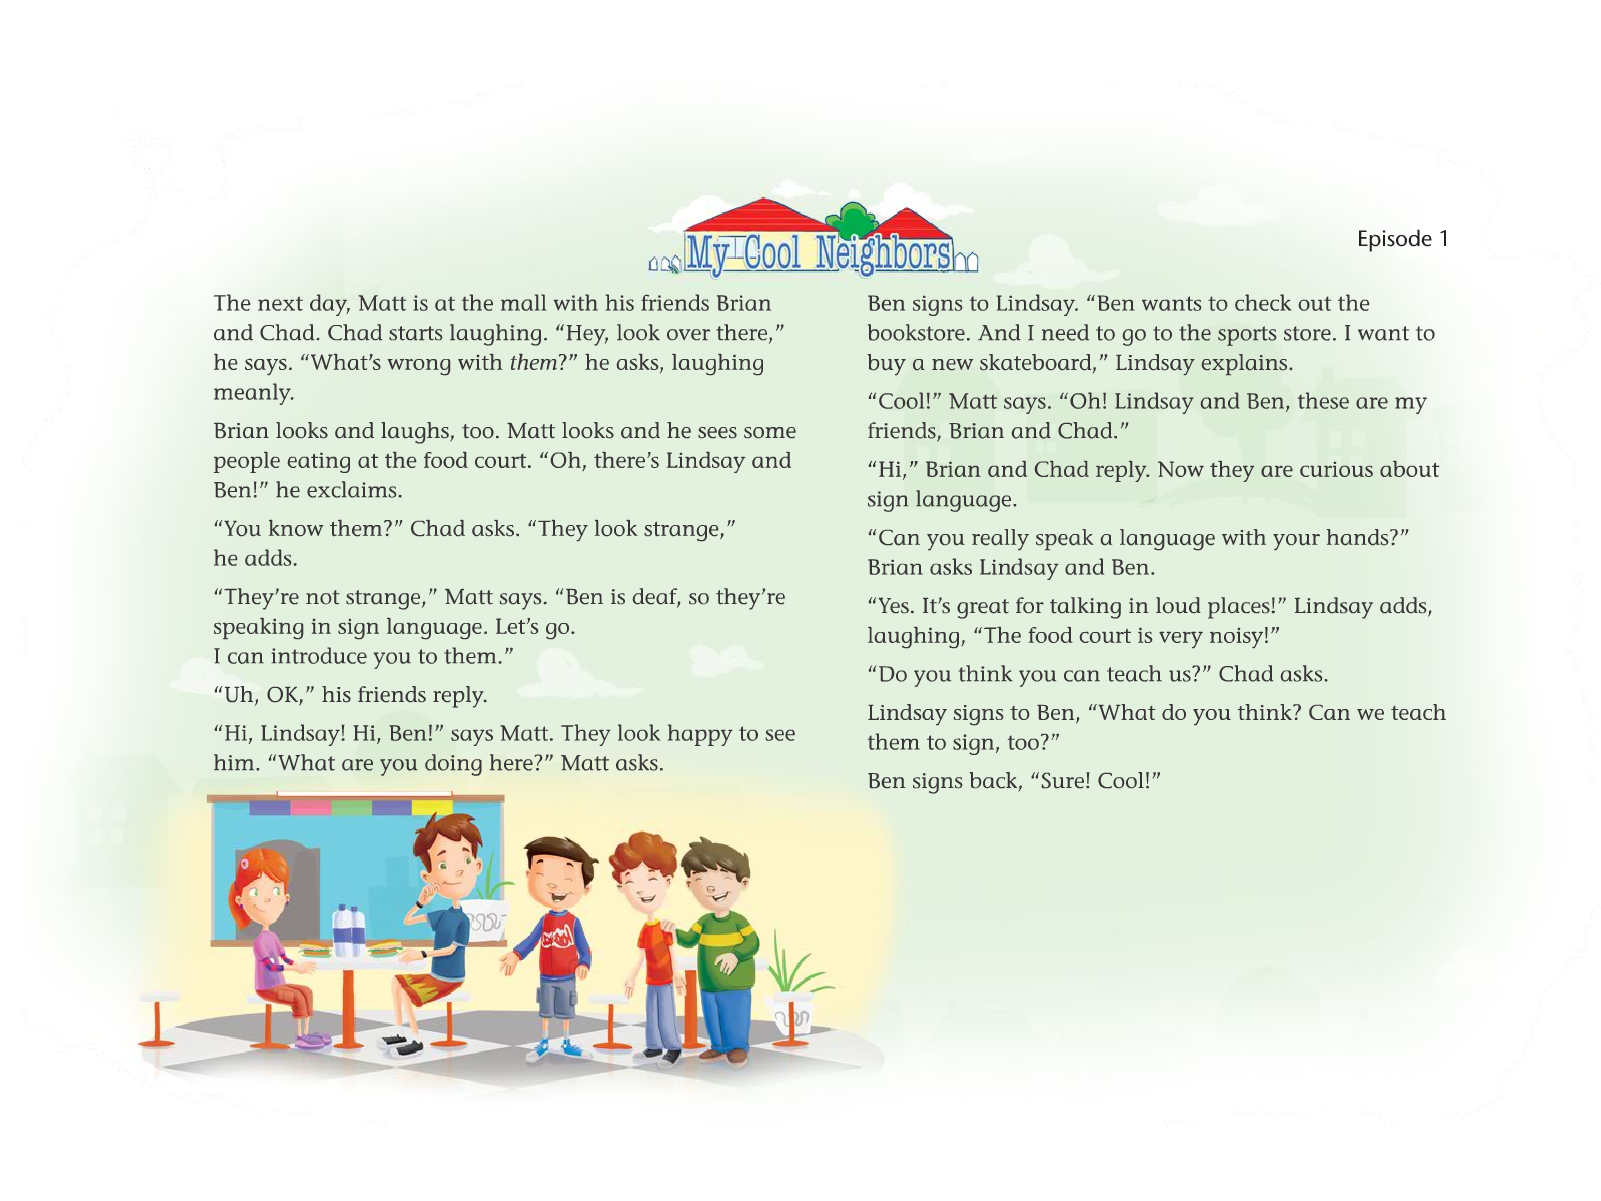 My Cool Neighbors
Episode 1
The next day, Matt is at the mall with his friends Brian
and Chad. Chad starts laughing. “Hey, look over there,”
he says. “What’s wrong with them?” he asks, laughing
meanly.
Brian looks and laughs, too. Matt looks and he sees some
people eating at the food court. “Oh, there’s Lindsay and
Ben!” he exclaims.
“You know them?” Chad asks. “They look strange,”
he adds.
“They’re not strange,” Matt says. “Ben is deaf, so they’re
speaking in sign language. Let’s go.
I can introduce you to them.”
“Uh, OK,” his friends reply.
“Hi, Lindsay! Hi, Ben!” says Matt. They look happy to see
him. “What are you doing here?” Matt asks.
Ben signs to Lindsay. “Ben wants to check out the
bookstore. And I need to go to the sports store. I want to
buy a new skateboard,” Lindsay explains.
“Cool!” Matt says. “Oh! Lindsay and Ben, these are my
friends, Brian and Chad.”
“Hi,” Brian and Chad reply. Now they are curious about
sign language.
“Can you really speak a language with your hands?”
Brian asks Lindsay and Ben.
“Yes. It’s great for talking in loud places!” Lindsay adds,
laughing, “The food court is very noisy!”
“Do you think you can teach us?” Chad asks.
Lindsay signs to Ben, “What do you think? Can we teach
them to sign, too?”
Ben signs back, “Sure! Cool!”